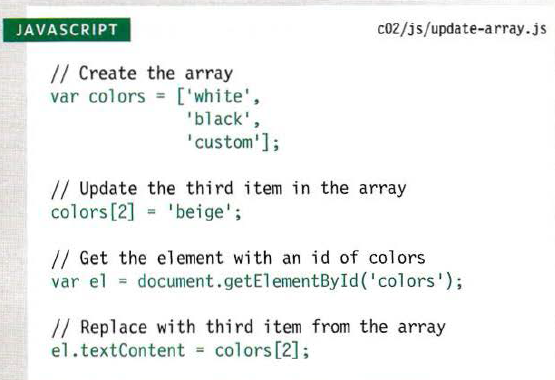 JAVASCRIPT
c02/js/update-array.js
// Create the array
var colors = ['white',
'black',
'custom'];
// Update the third item in the array
colors[2] = 'beige';
// Get the element with an id of colors
var el = document.getElementById('colors');
// Replace with third item from the array
el.textContent = colors[2];